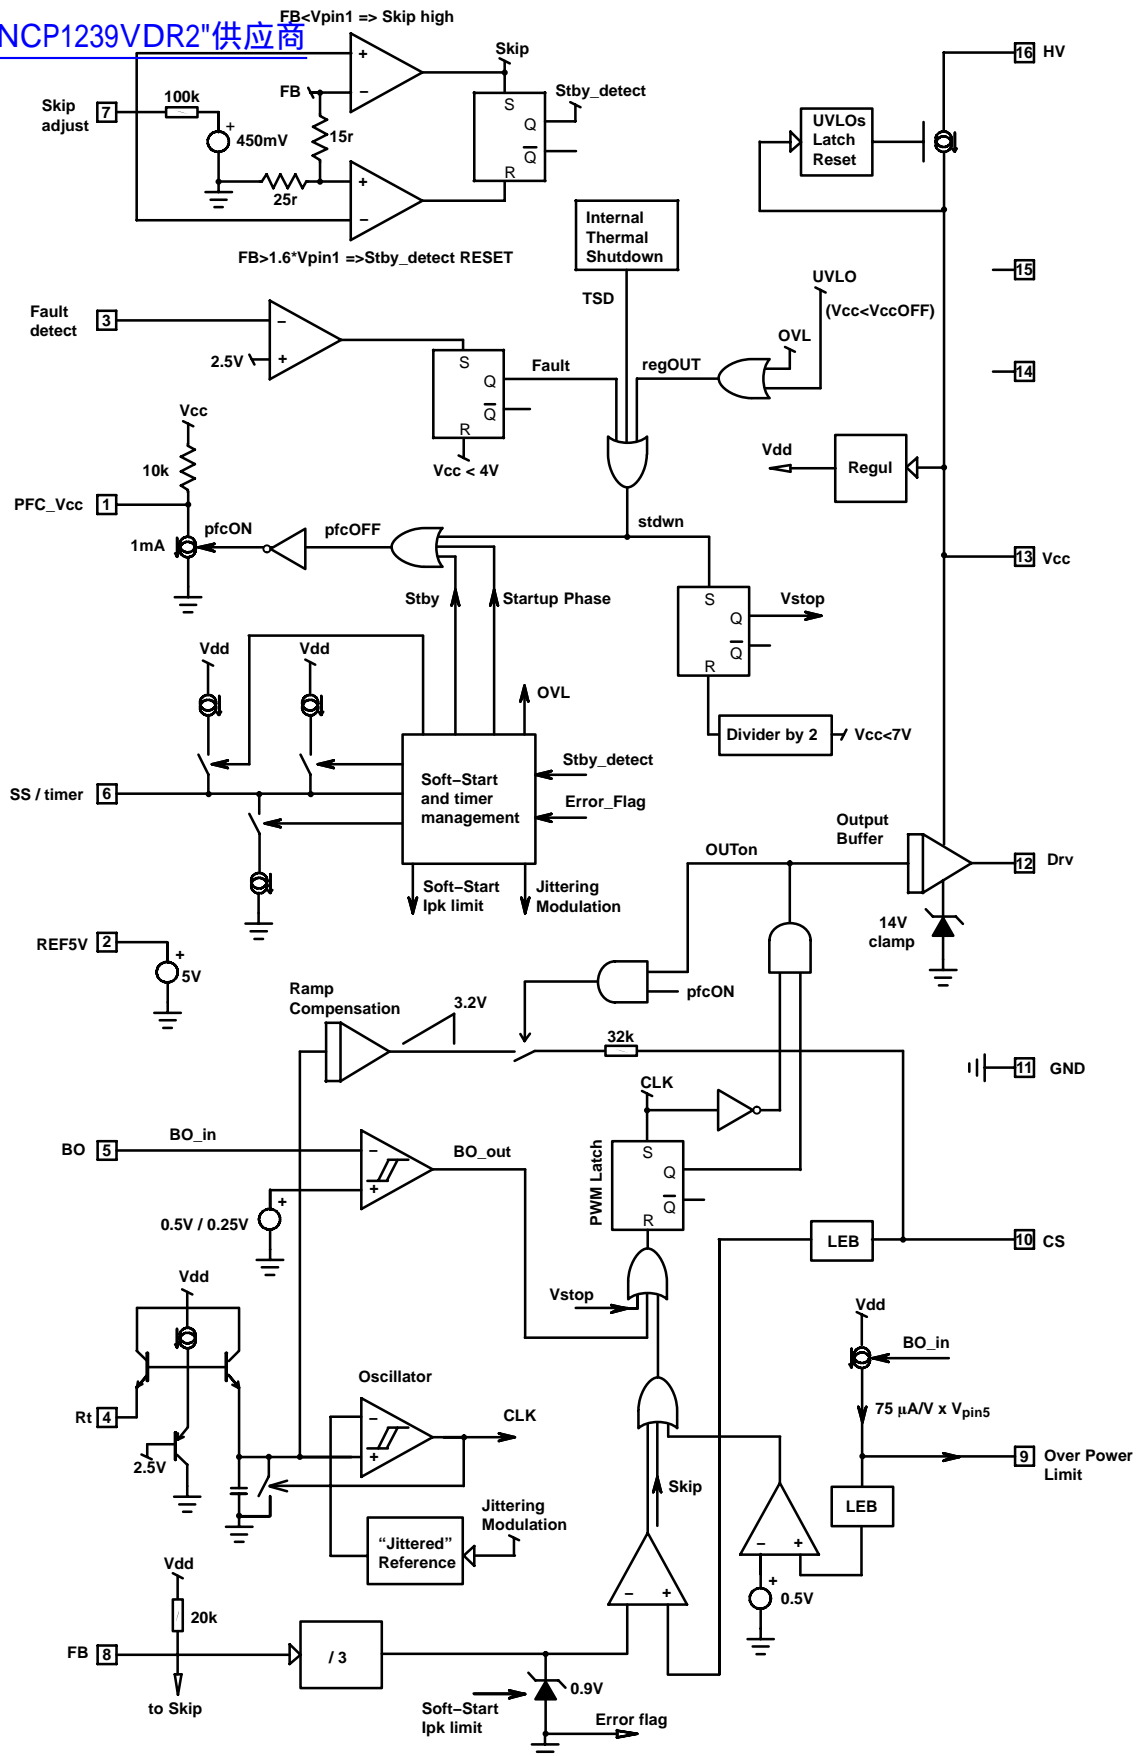 FB<Vpin1 => Skip high
NCP1239VDR2"供应商
Skip
Skip
adjust
7
100k
FB
+
−
S
Q
Q
R
Stby_detect
+
450mV
15r
25r
+
−
FB>1.6*Vpin1 =>Stby_detect RESET
16
HV
UVLOs
Latch
Reset
Internal
Thermal
Shutdown
TSD
15
UVLO
(Vcc<VccOFF)
OVL
14
Fault
detect
3
−
+
2.5V
S
Q
Q
R
Fault
regOUT
Vcc < 4V
Vcc
10k
PFC_Vcc
1
1mA
pfcON
pfcOFF
stdwn
Vdd
Regul
13
Vcc
Stby
Startup Phase
S
Q
Q
R
Vstop
Vdd
Vdd
OVL
Divider by 2
Vcc<7V
SS / timer
6
Soft−Start
and timer
management
Stby_detect
Error_Flag
Output
Buffer
OUTon
12
Drv
Soft−Start
Ipk limit
Jittering
Modulation
14V
clamp
REF5V
2
+
5V
Ramp
Compensation
3.2V
pfcON
32k
11
GND
CLK
BO
5
BO_in
−
+
BO_out
+
0.5V / 0.25V
PWM Latch
S
Q
Q
R
LEB
10
CS
Vstop
Vdd
Vdd
BO_in
Oscillator
Rt
4
2.5V
−
+
CLK
75 µA/V x Vpin5
9
Over Power
Limit
Skip
LEB
"Jittered"
Reference
Jittering
Modulation
−
+
−
+
+
0.5V
Vdd
20k
FB
8
/ 3
to Skip
Soft−Start
Ipk limit
0.9V
Error flag